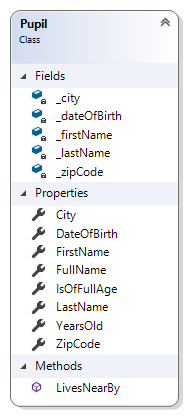 Pupil
Class
Fields
_city
_dateOfBirth
_firstName
_lastName
_zipCode
Properties
City
DateOfBirth
FirstName
FullName
IsOfFullAge
LastName
YearsOld
ZipCode
Methods
LivesNearBy